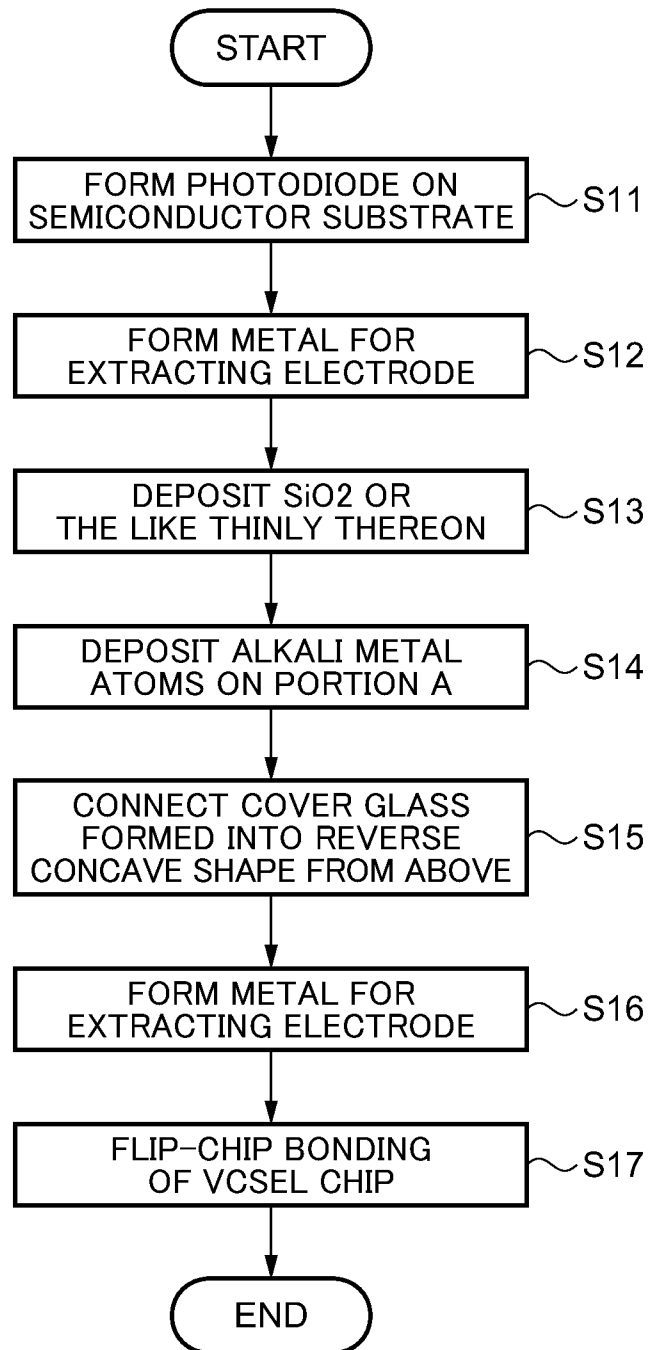 START
FORM PHOTODIODE ON
SEMICONDUCTOR SUBSTRATE
S11
FORM METAL FOR
EXTRACTING ELECTRODE
S12
DEPOSIT SiO2 OR
THE LIKE THINLY THEREON
S13
DEPOSIT ALKALI METAL
ATOMS ON PORTION A
S14
CONNECT COVER GLASS
FORMED INTO REVERSE
CONCAVE SHAPE FROM ABOVE
S15
FORM METAL FOR
EXTRACTING ELECTRODE
S16
FLIP-CHIP BONDING
OF VCSEL CHIP
S17
END